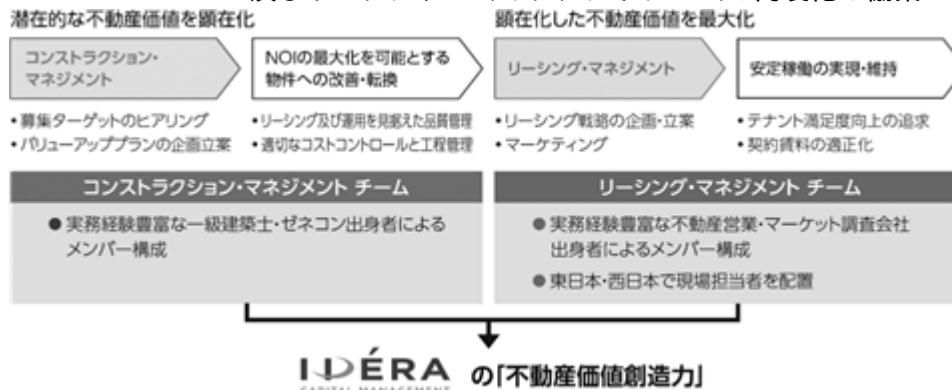 潜在的な不動産価値を顕在化
コンストラクション・
マネジメント
NOIの最大化を可能とする
物件への改善・転換
• 募集ターゲットのヒアリング
• バリューアッププランの企画立案
• リーシング及び運用を見据えた品質管理
• 適切なコストコントロールと工程管理
コンストラクション・マネジメント チーム
● 実務経験豊富な一級建築士・ゼネコン出身者による
メンバー構成
顕在化した不動産価値を最大化
リーシング・マネジメント
安定稼働の実現・維持
• リーシング戦略の企画・立案
• マーケティング
• テナント満足度向上の追求
• 契約賃料の適正化
リーシング・マネジメント チーム
● 実務経験豊富な不動産営業・マーケット調査会社
出身者によるメンバー構成
● 東日本・西日本で現場担当者を配置
IDÉRA の「不動産価値創造力」
CAPITAL MANAGEMENT